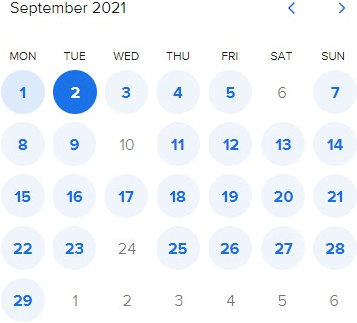 September 2021
MON TUE WED THU FRI SAT SUN
1 2 3 4 5 6 7
8 9 10 11 12 13 14
15 16 17 18 19 20 21
22 23 24 25 26 27 28
29 1 2 3 4 5 6